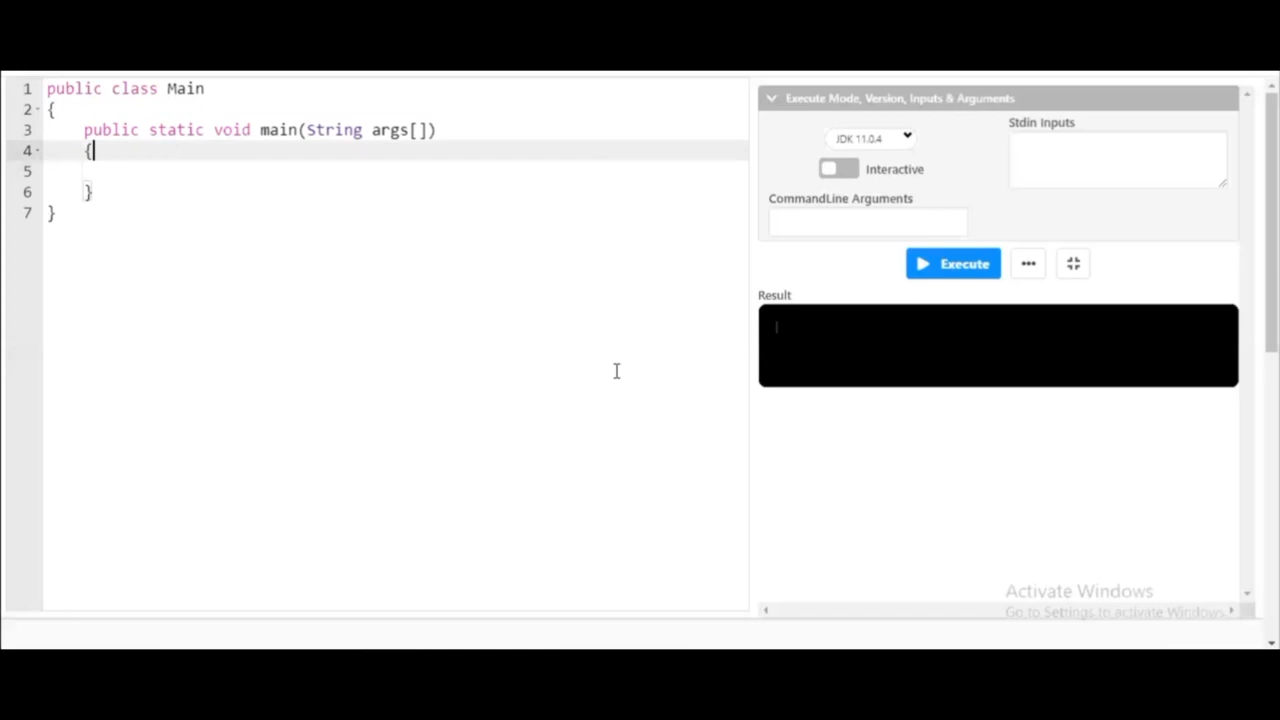 1 public class Main
2 {
3 public static void main(String args[])
4 {
5
6 }
7 }
Execute Mode, Version, Inputs & Arguments
JDK 11.0.4
Interactive
Stdin Inputs
CommandLine Arguments
Execute
•••
Result
Activate Windows
Go to Settings to activate Windows.